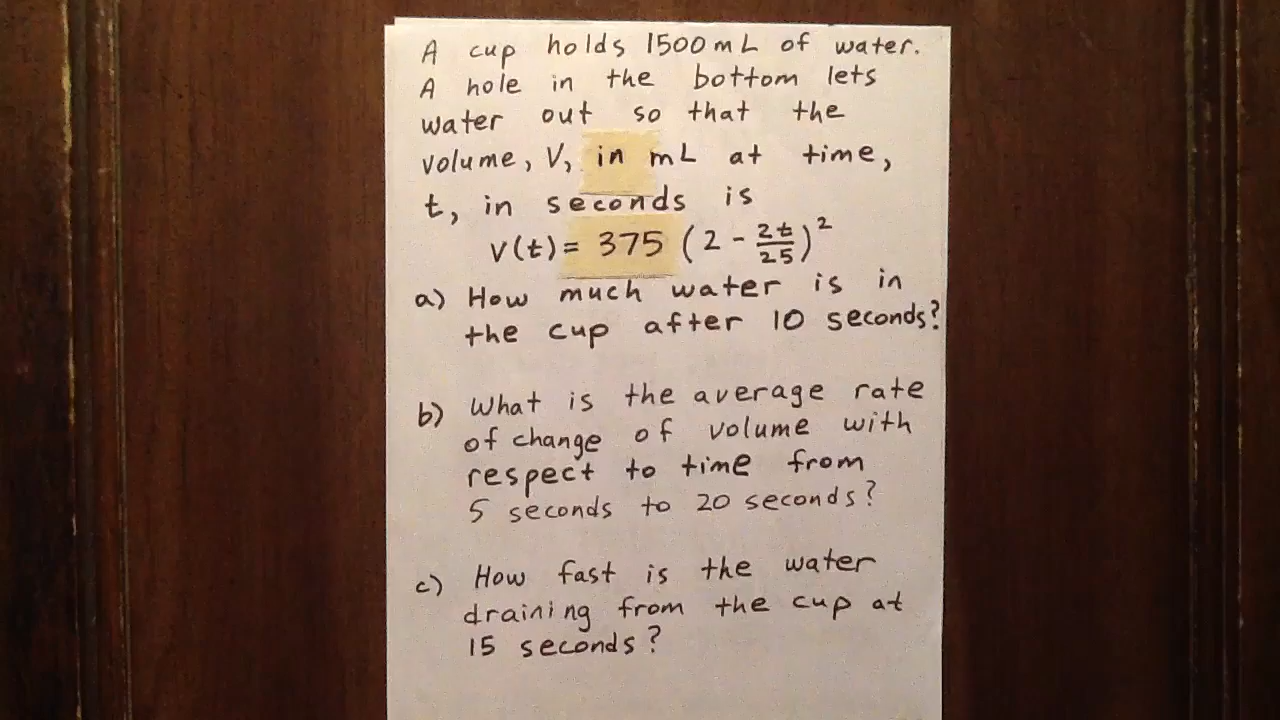 A cup holds 1500 mL of water.
A hole in the bottom lets
water out so that the
volume, V, in mL at time,
t, in seconds is
V(t) = 375 (2 - 2t/25)²
a) How much water is in
the cup after 10 seconds?
b) What is the average rate
of change of volume with
respect to time from
5 seconds to 20 seconds?
c) How fast is the water
draining from the cup at
15 seconds?